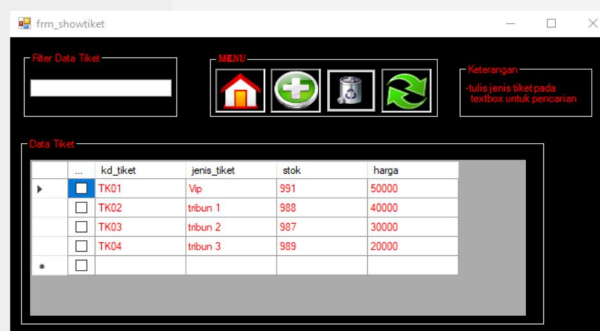 frm_showtiket
Filter Data Tiket
MENU
Keterangan
-tulis jenis tiket pada
textbox untuk pencarian
Data Tiket
... kd_tiket jenis_tiket stok harga
TK01 Vip 991 50000
TK02 tribun 1 988 40000
TK03 tribun 2 987 30000
TK04 tribun 3 989 20000